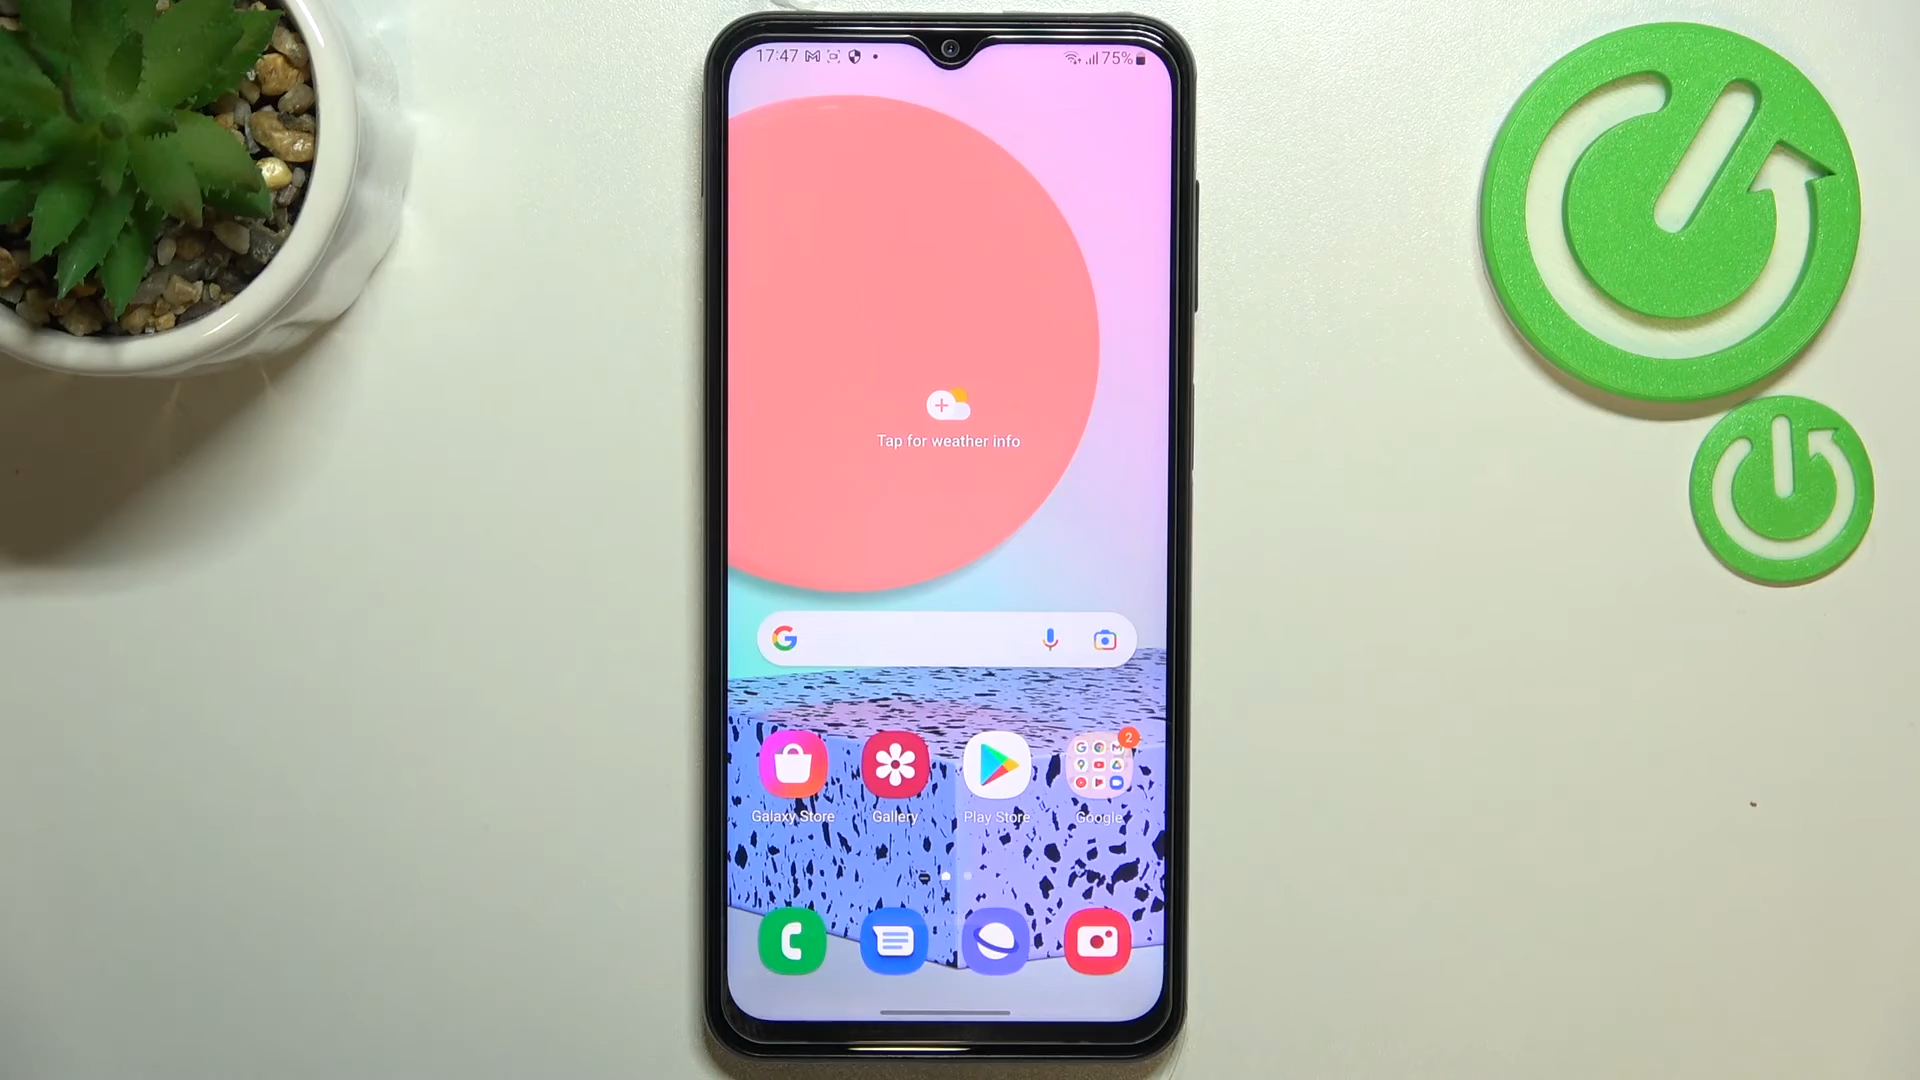 17:47
75%
Tap for weather info
2
Galaxy Store
Gallery
Play Store
Google